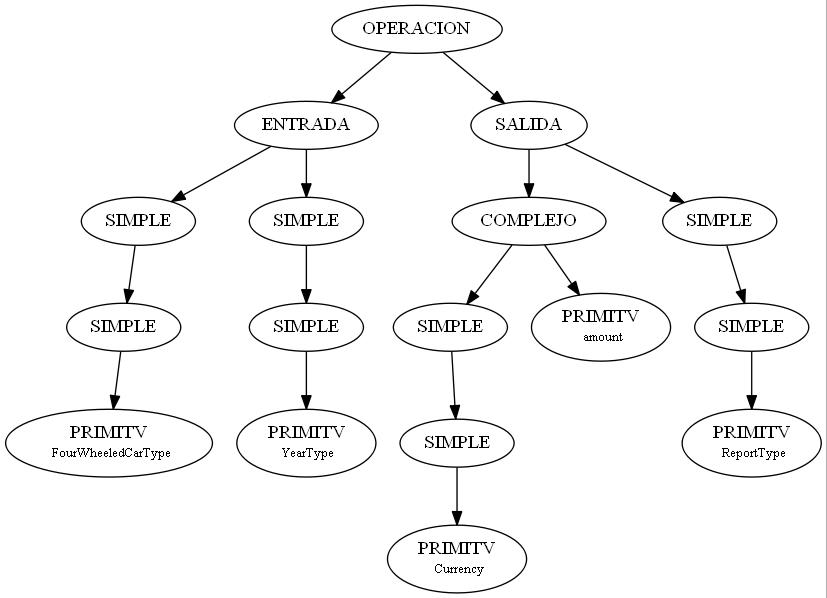 OPERACION
ENTRADA
SALIDA
SIMPLE
SIMPLE
COMPLEJO
SIMPLE
SIMPLE
SIMPLE
SIMPLE
PRIMITV
amount
SIMPLE
PRIMITV
FourWheeledCarType
PRIMITV
YearType
SIMPLE
PRIMITV
ReportType
PRIMITV
Currency